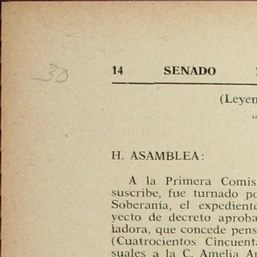 30
14 SENADO
(Leyen
"
H. ASAMBLEA:
A la Primera Comis
suscribe, fue turnado po
Soberanía, el expediente
yecto de decreto aproba
ladora, que concede pens
(Cuatrocientos Cincuent
suales a la C. Amelia Ar